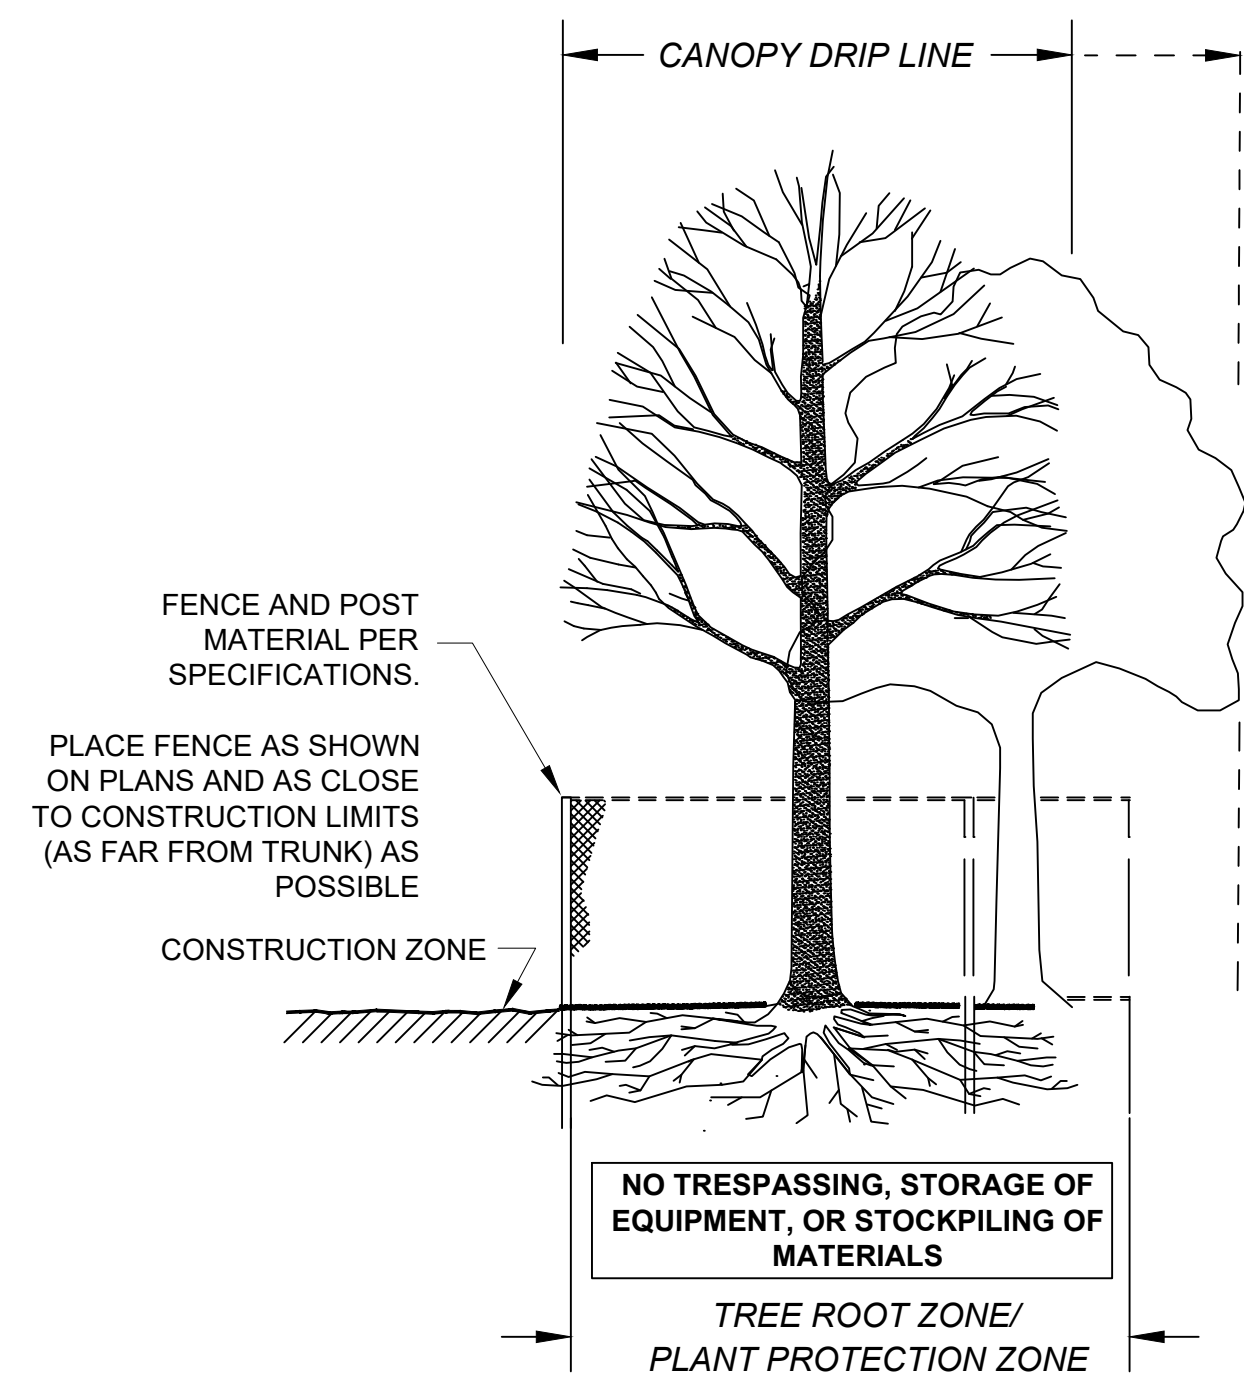 CANOPY DRIP LINE
FENCE AND POST
MATERIAL PER
SPECIFICATIONS.
PLACE FENCE AS SHOWN
ON PLANS AND AS CLOSE
TO CONSTRUCTION LIMITS
(AS FAR FROM TRUNK) AS
POSSIBLE
CONSTRUCTION ZONE
NO TRESPASSING, STORAGE OF
EQUIPMENT, OR STOCKPILING OF
MATERIALS
TREE ROOT ZONE/
PLANT PROTECTION ZONE